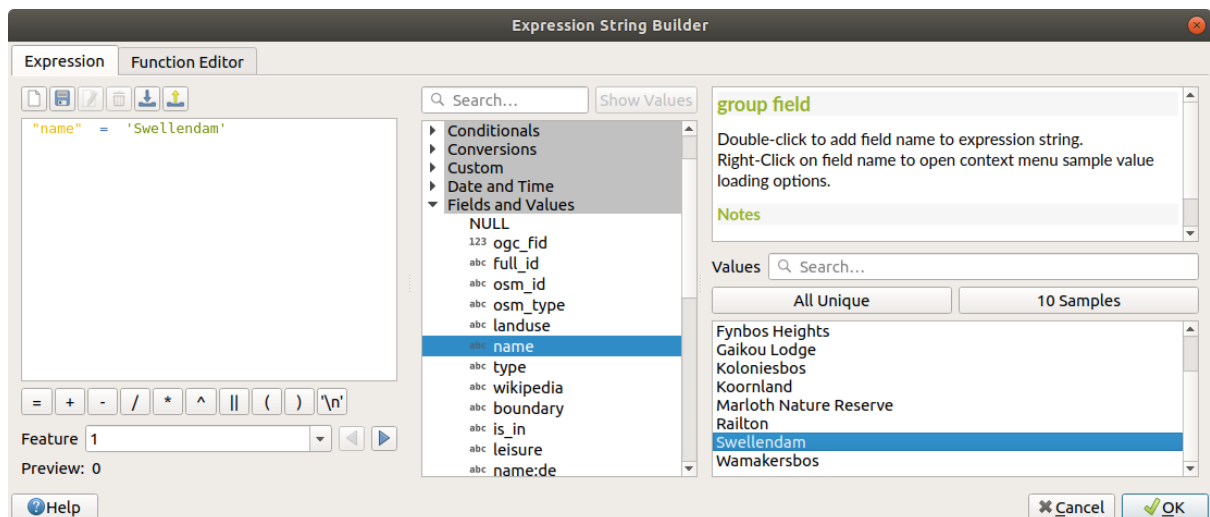 Expression String Builder
Expression
Function Editor
"name" = 'Swellendam'
= + - / * ^ || ( ) '\n'
Feature 1
Preview: 0
Help
Search...
Show Values
Conditionals
Conversions
Custom
Date and Time
Fields and Values
NULL
123 ogc_fid
abc full_id
abc osm_id
abc osm_type
abc landuse
abc name
abc type
abc wikipedia
abc boundary
abc is_in
abc leisure
abc name:de
group field
Double-click to add field name to expression string.
Right-Click on field name to open context menu sample value
loading options.
Notes
Values Search...
All Unique
10 Samples
Fynbos Heights
Gaikou Lodge
Koloniesbos
Koornland
Marloth Nature Reserve
Railton
Swellendam
Wamakersbos
Cancel
OK